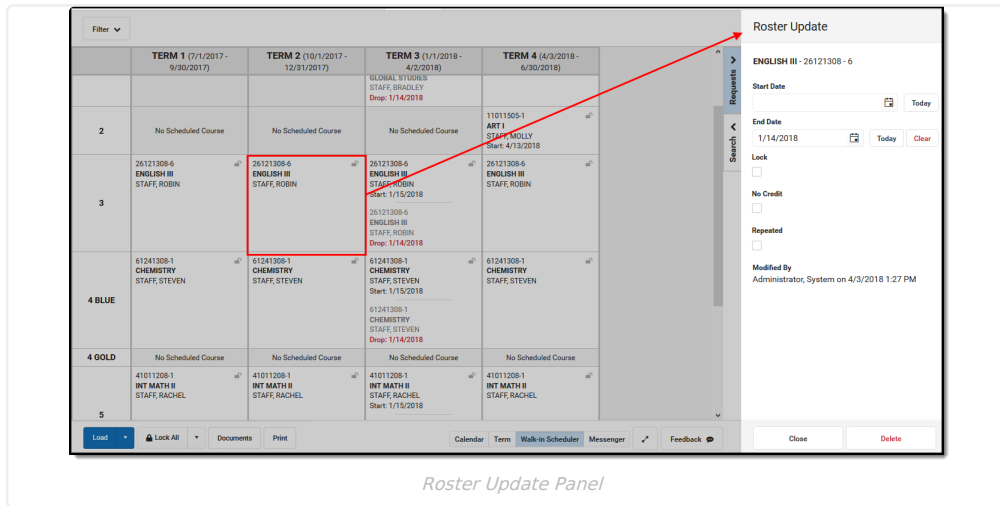 Filter
Roster Update
TERM 1 (7/1/2017 -
9/30/2017)
TERM 2 (10/1/2017 -
12/31/2017)
TERM 3 (1/1/2018 -
4/2/2018)
TERM 4 (4/3/2018 -
6/30/2018)
GLOBAL STUDIES
STAFF, BRADLEY
Drop: 1/14/2018
2
No Scheduled Course
No Scheduled Course
No Scheduled Course
11011505-1
ART I
STAFF, MOLLY
Start: 4/13/2018
3
26121308-6
ENGLISH III
STAFF, ROBIN
26121308-6
ENGLISH III
STAFF, ROBIN
26121308-6
ENGLISH III
STAFF, ROBIN
Start: 1/15/2018
26121308-6
ENGLISH III
STAFF, ROBIN
Drop: 1/14/2018
26121308-6
ENGLISH III
STAFF, ROBIN
4 BLUE
61241308-1
CHEMISTRY
STAFF, STEVEN
61241308-1
CHEMISTRY
STAFF, STEVEN
61241308-1
CHEMISTRY
STAFF, STEVEN
Start: 1/15/2018
61241308-1
CHEMISTRY
STAFF, STEVEN
Drop: 1/14/2018
61241308-1
CHEMISTRY
STAFF, STEVEN
4 GOLD
No Scheduled Course
No Scheduled Course
No Scheduled Course
No Scheduled Course
5
41011208-1
INT MATH II
STAFF, RACHEL
41011208-1
INT MATH II
STAFF, RACHEL
41011208-1
INT MATH II
STAFF, RACHEL
Start: 1/15/2018
41011208-1
INT MATH II
STAFF, RACHEL
Requests
Search
ENGLISH III - 26121308 - 6
Start Date
Today
End Date
1/14/2018 Today Clear
Lock
No Credit
Repeated
Modified By
Administrator, System on 4/3/2018 1:27 PM
Load Lock All Documents Print Calendar Term Walk-in Scheduler Messenger Feedback
Close Delete
Roster Update Panel